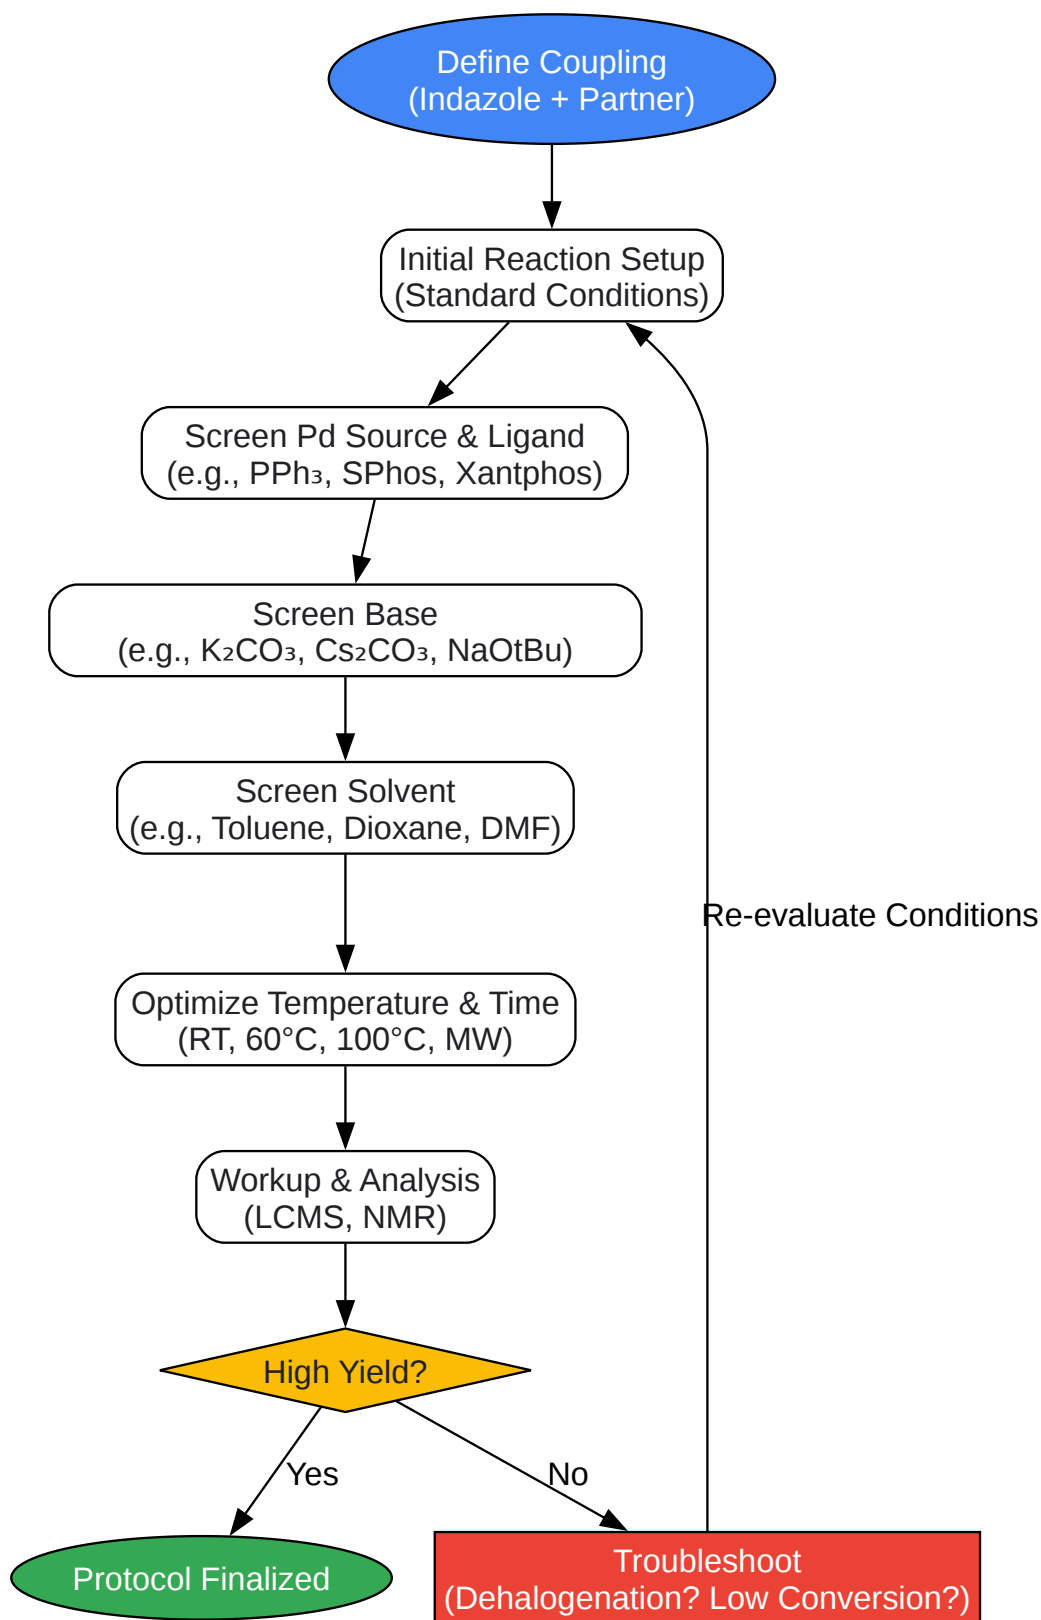 Define Coupling
(Indazole + Partner)
Initial Reaction Setup
(Standard Conditions)
Screen Pd Source & Ligand
(e.g., PPh₃, SPhos, Xantphos)
Screen Base
(e.g., K₂CO₃, Cs₂CO₃, NaOtBu)
Screen Solvent
(e.g., Toluene, Dioxane, DMF)
Re-evaluate Conditions
Optimize Temperature & Time
(RT, 60°C, 100°C, MW)
Workup & Analysis
(LCMS, NMR)
High Yield?
Yes
No
Protocol Finalized
Troubleshoot
(Dehalogenation? Low Conversion?)